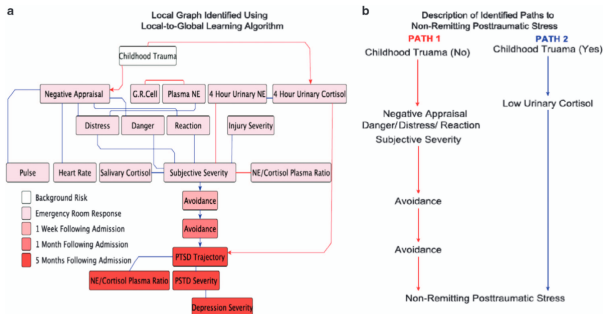 a
Local Graph Identified Using
Local-to-Global Learning Algorithm
Childhood Trauma
Negative Appraisal
G.R.Cell
Plasma NE
4 Hour Urinary NE
4 Hour Urinary Cortisol
Distress
Danger
Reaction
Injury Severity
Pulse
Heart Rate
Salivary Cortisol
Subjective Severity
NE/Cortisol Plasma Ratio
Avoidance
Avoidance
PTSD Trajectory
NE/Cortisol Plasma Ratio
PSTD Severity
Depression Severity
Background Risk
Emergency Room Response
1 Week Following Admission
1 Month Following Admission
5 Months Following Admission
b
Description of Identified Paths to
Non-Remitting Posttraumatic Stress
PATH 1
Childhood Truama (No)
Negative Appraisal
Danger/Distress/ Reaction
Subjective Severity
Avoidance
Avoidance
PATH 2
Childhood Truama (Yes)
Low Urinary Cortisol
Non-Remitting Posttraumatic Stress